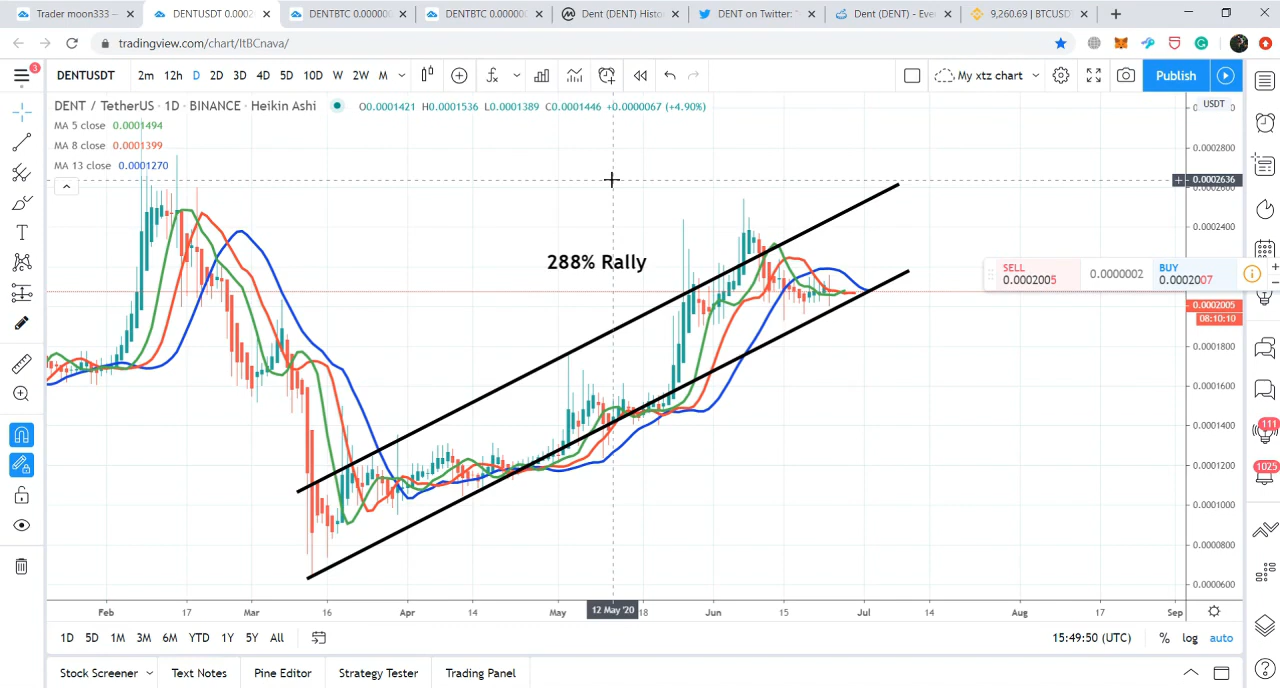 Trader moon333 —
DENTUSDT 0.0002
DENTBTC 0.00000
DENTBTC 0.00000
Dent (DENT) Histo
DENT on Twitter: "
Dent (DENT) - Eve
9,260.69 | BTCUSDT
tradingview.com/chart/ItBCnava/
3
DENTUSDT
2m 12h D 2D 3D 4D 5D 10D W 2W M
My xtz chart
Publish
DENT / TetherUS · 1D · BINANCE · Heikin Ashi
O0.0001421 H0.0001536 L0.0001389 C0.0001446 +0.0000067 (+4.90%)
USDT
MA 5 close 0.0001494
MA 8 close 0.0001399
MA 13 close 0.0001270
0.0002800
0.0002636
0.0002400
288% Rally
SELL
0.0002005
0.0000002
BUY
0.0002007
0.0002005
08:10:10
0.0001800
0.0001600
0.0001400
0.0001200
0.0001000
0.0000800
0.0000600
111
1025
Feb 17 Mar 16 Apr 14 May 12 May '20 18 Jun 15 Jul 14 Aug 17 Sep
1D 5D 1M 3M 6M YTD 1Y 5Y All
15:49:50 (UTC) % log auto
Stock Screener Text Notes Pine Editor Strategy Tester Trading Panel